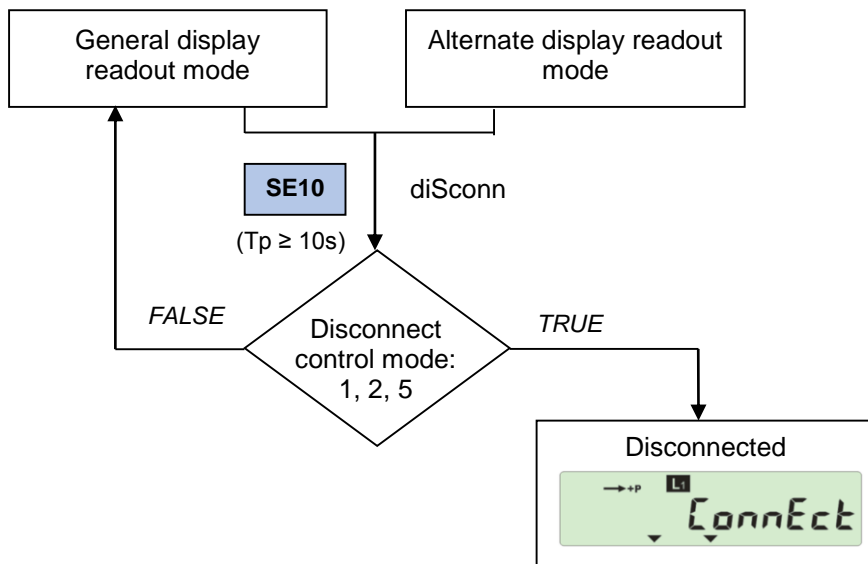 General display
readout mode
Alternate display readout
mode
SE10
diSconn
(Tp ≥ 10s)
FALSE
Disconnect
control mode:
1, 2, 5
TRUE
Disconnected
→+P L1
ConnEct